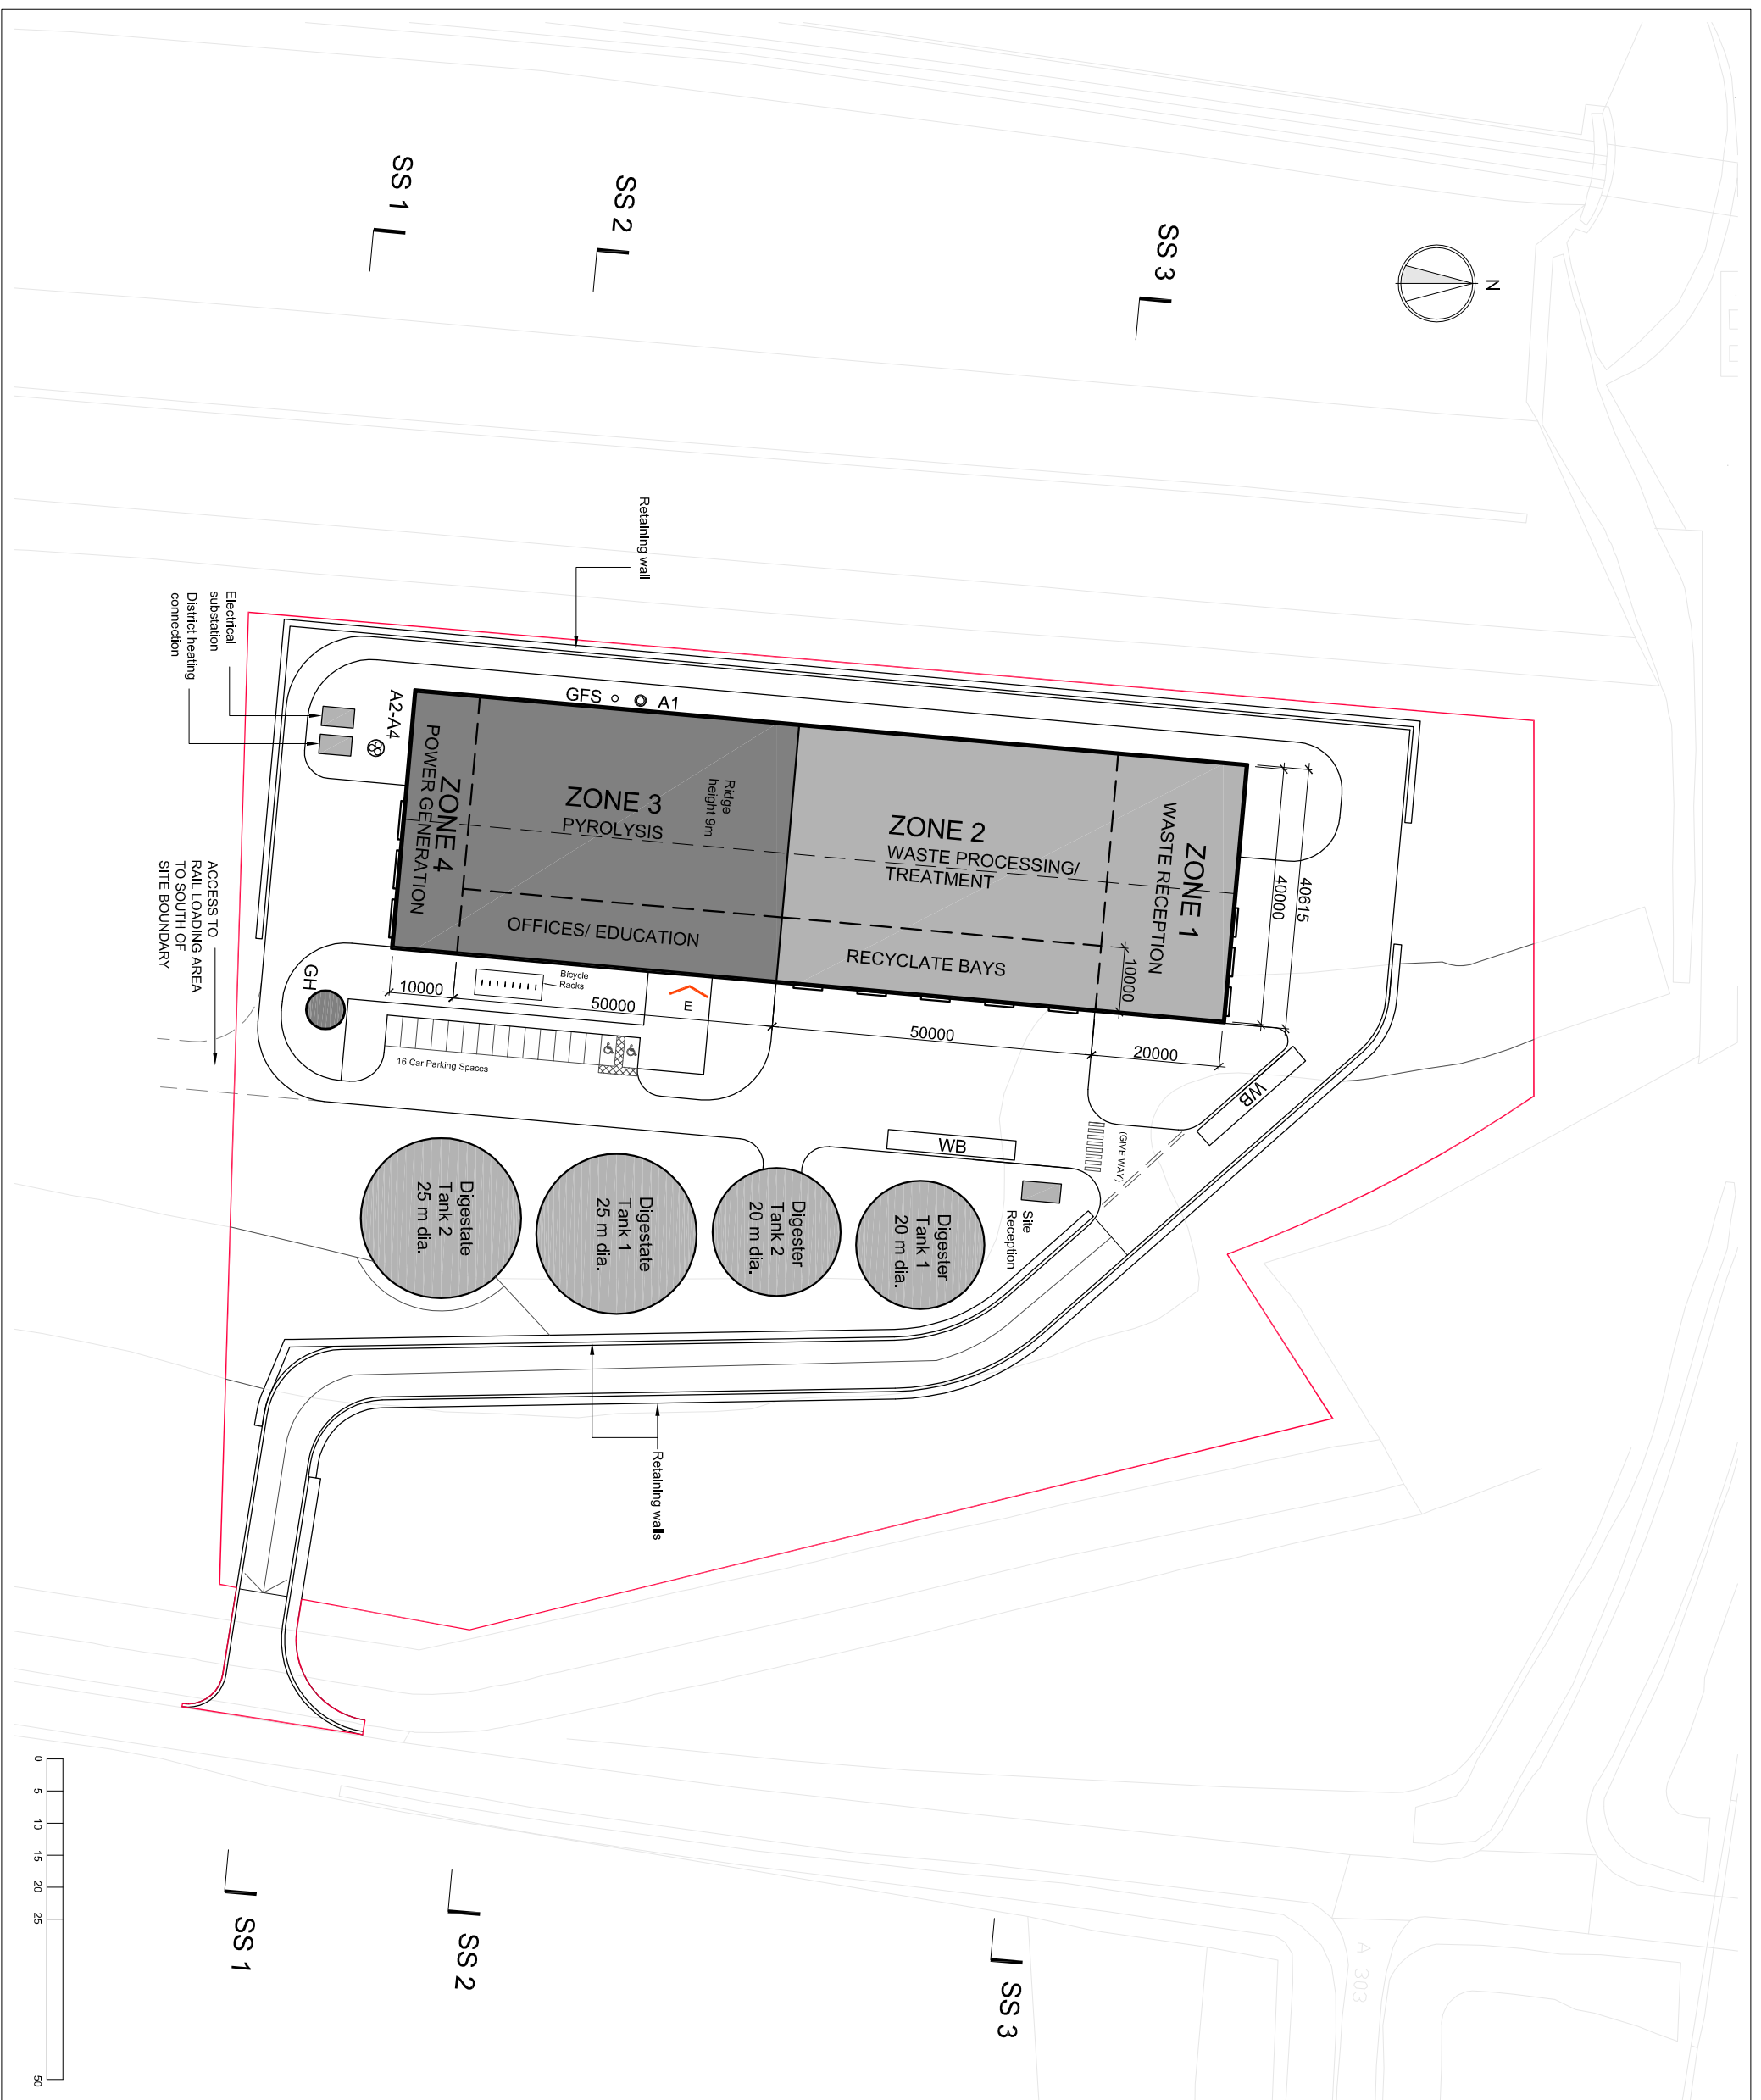 SS 1
SS 2
SS 3
N
Retaining wall
Electrical
substation
District heating
connection
A2-A4
GFS
A1
ZONE 4
POWER GENERATION
ZONE 3
PYROLYSIS
Ridge
height 9m
ZONE 2
WASTE PROCESSING/
TREATMENT
ZONE 1
WASTE RECEPTION
40615
40000
10000
OFFICES/ EDUCATION
RECYCLATE BAYS
ACCESS TO
RAIL LOADING AREA
TO SOUTH OF
SITE BOUNDARY
GH
10000
Bicycle
Racks
50000
E
50000
20000
16 Car Parking Spaces
WB
WB
(GIVE WAY)
Site
Reception
Digestate
Tank 2
25 m dia.
Digestate
Tank 1
25 m dia.
Digester
Tank 2
20 m dia.
Digester
Tank 1
20 m dia.
Retaining walls
SS 1
SS 2
SS 3
A 303
0
5
10
15
20
25
50